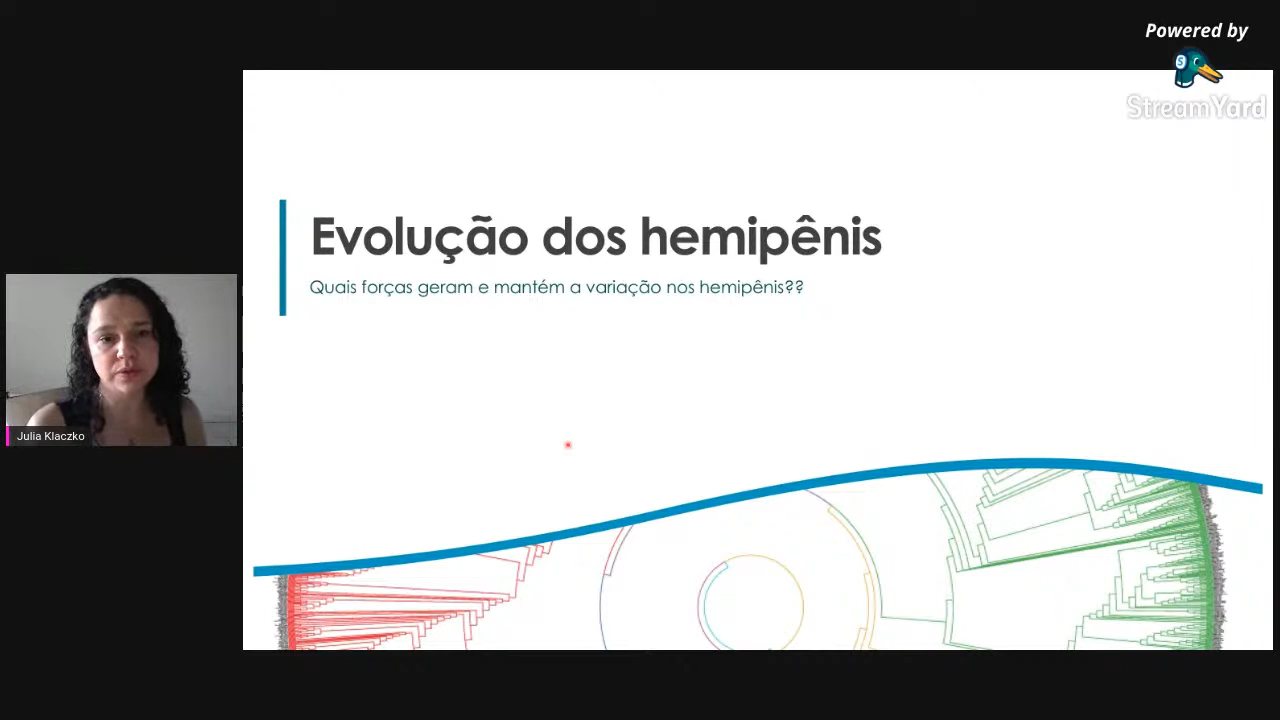 Powered by
StreamYard
Evolução dos hemipênis
Quais forças geram e mantém a variação nos hemipênis??
Julia Klaczko